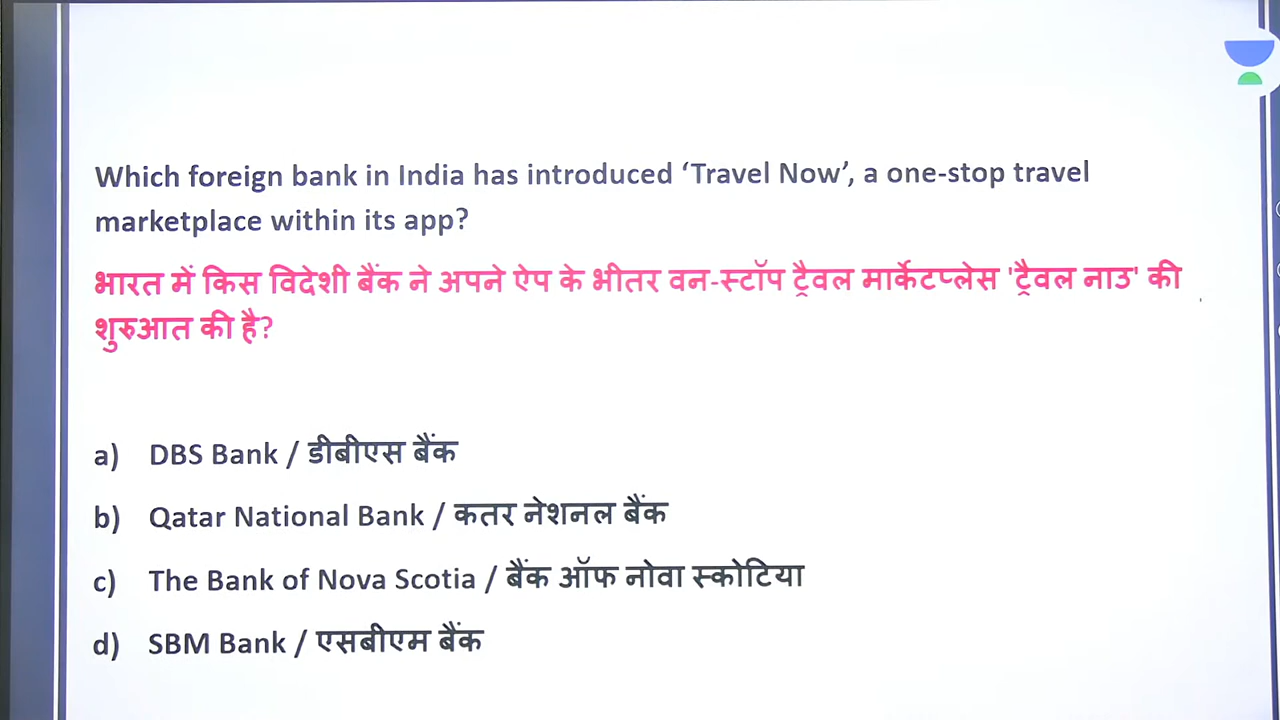 Which foreign bank in India has introduced ‘Travel Now’, a one-stop travel
marketplace within its app?
भारत में किस विदेशी बैंक ने अपने ऐप के भीतर वन-स्टॉप ट्रैवल मार्केटप्लेस 'ट्रैवल नाउ' की
शुरुआत की है?
a) DBS Bank / डीबीएस बैंक
b) Qatar National Bank / कतर नेशनल बैंक
c) The Bank of Nova Scotia / बैंक ऑफ नोवा स्कोटिया
d) SBM Bank / एसबीएम बैंक